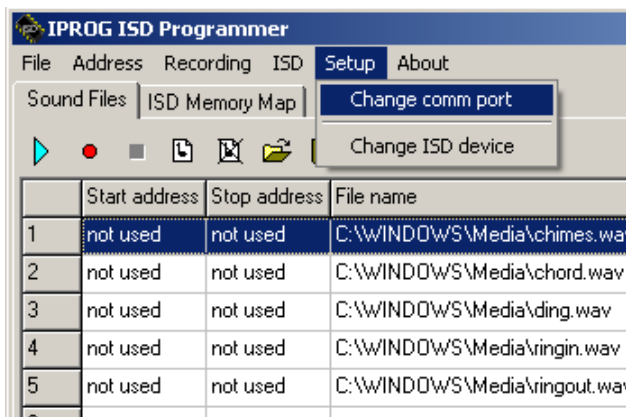 IPROG ISD Programmer
File Address Recording ISD Setup About
Sound Files ISD Memory Map
Change comm port
Change ISD device
Start address Stop address File name
1 not used not used C:\WINDOWS\Media\chimes.wa
2 not used not used C:\WINDOWS\Media\chord.wav
3 not used not used C:\WINDOWS\Media\ding.wav
4 not used not used C:\WINDOWS\Media\ringin.wav
5 not used not used C:\WINDOWS\Media\ringout.wav